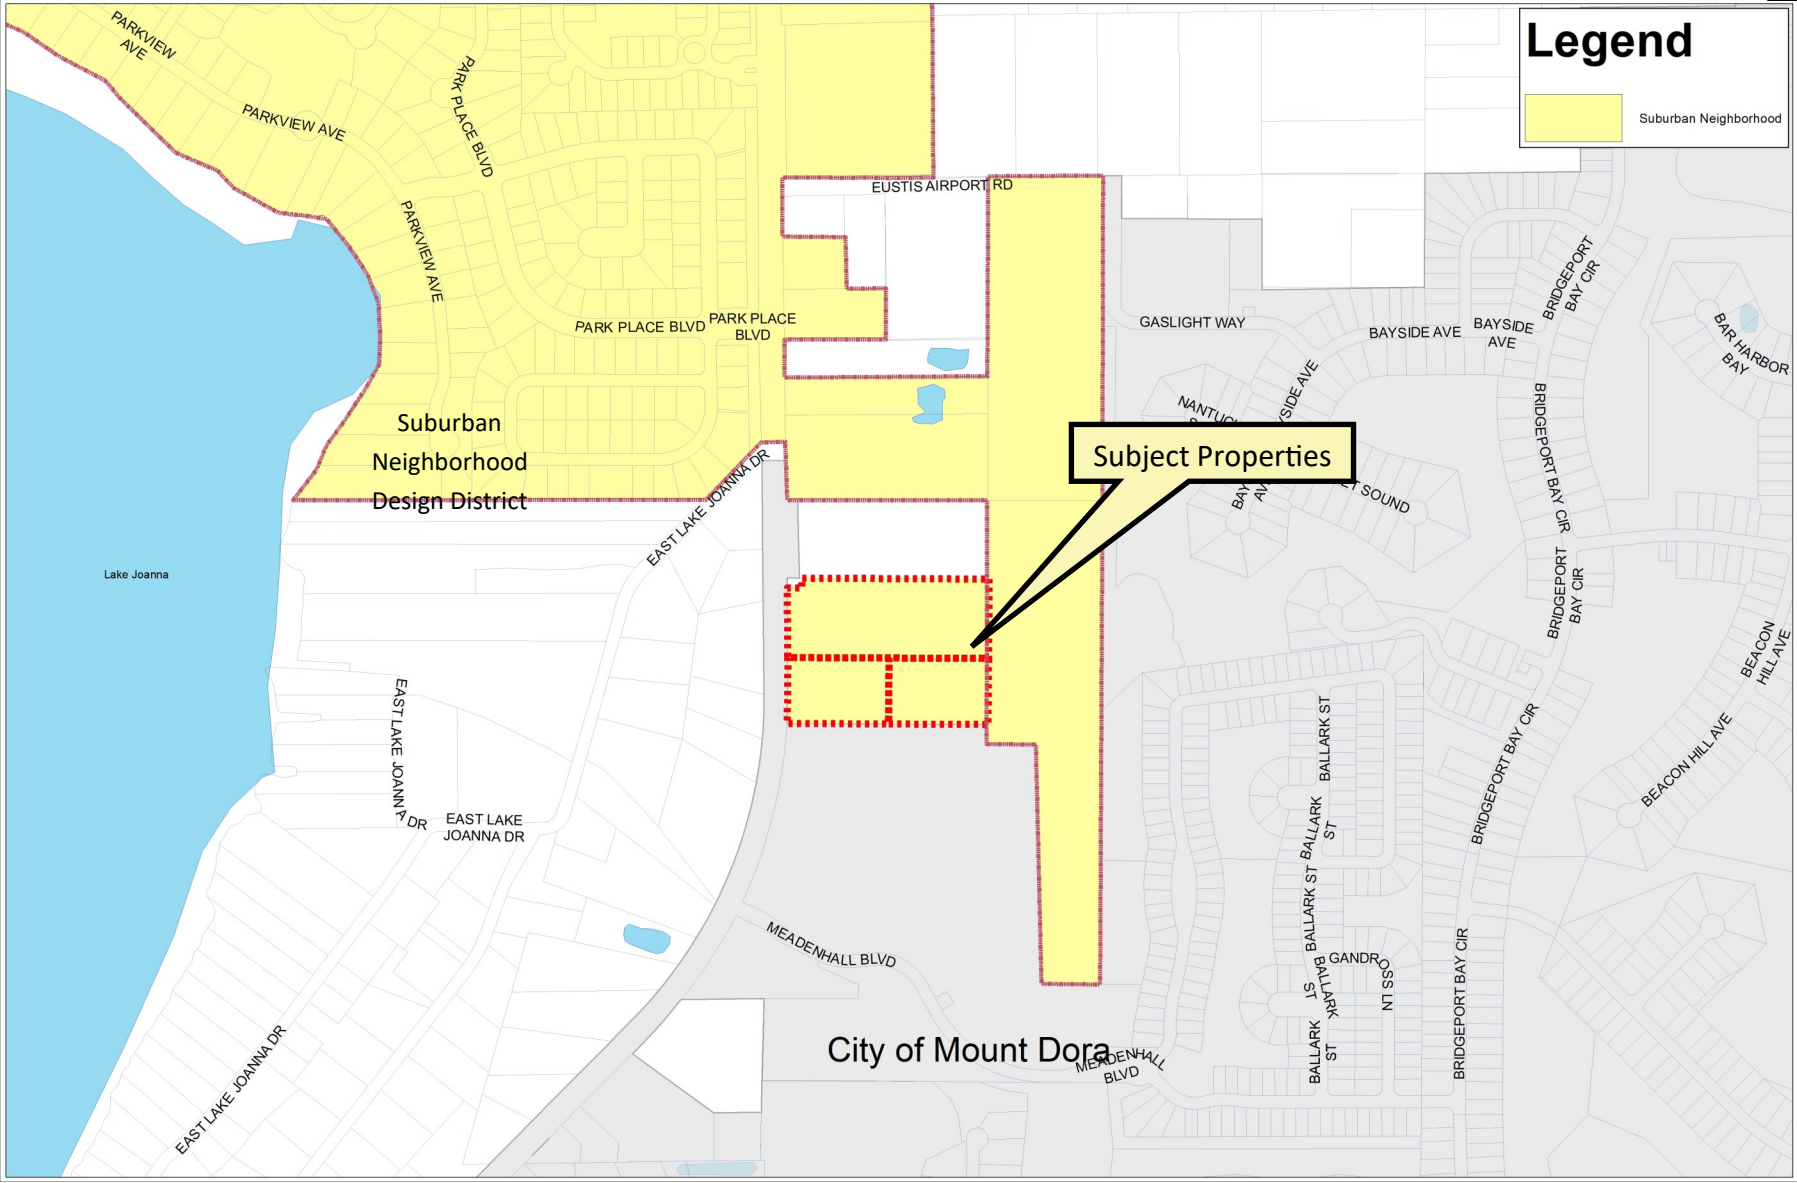 Legend
Suburban Neighborhood
PARKVIEW
AVE
PARKVIEW AVE
PARK PLACE BLVD
PARKVIEW AVE
EUSTIS AIRPORT RD
PARK PLACE BLVD
PARK PLACE
BLVD
GASLIGHT WAY
BAYSIDE AVE
BAYSIDE
AVE
BRIDGEPORT
BAY CIR
BAR HARBOR
BAY
Suburban
Neighborhood
Design District
Subject Properties
BRIDGEPORT BAY CIR
EAST LAKE JOANNA DR
Lake Joanna
BRIDGEPORT
BAY CIR
BEACON
HILL AVE
EAST LAKE JOANNA DR
EAST LAKE
JOANNA DR
BALLARK ST
BRIDGEPORT BAY CIR
BEACON HILL AVE
BALLARK
ST
BALLARK ST
MEADENHALL BLVD
BALLARK
ST
GANDROSS LN
BRIDGEPORT BAY CIR
City of Mount Dora
MEADENHALL
BLVD
BALLARK
ST
EAST LAKE JOANNA DR
SOUND